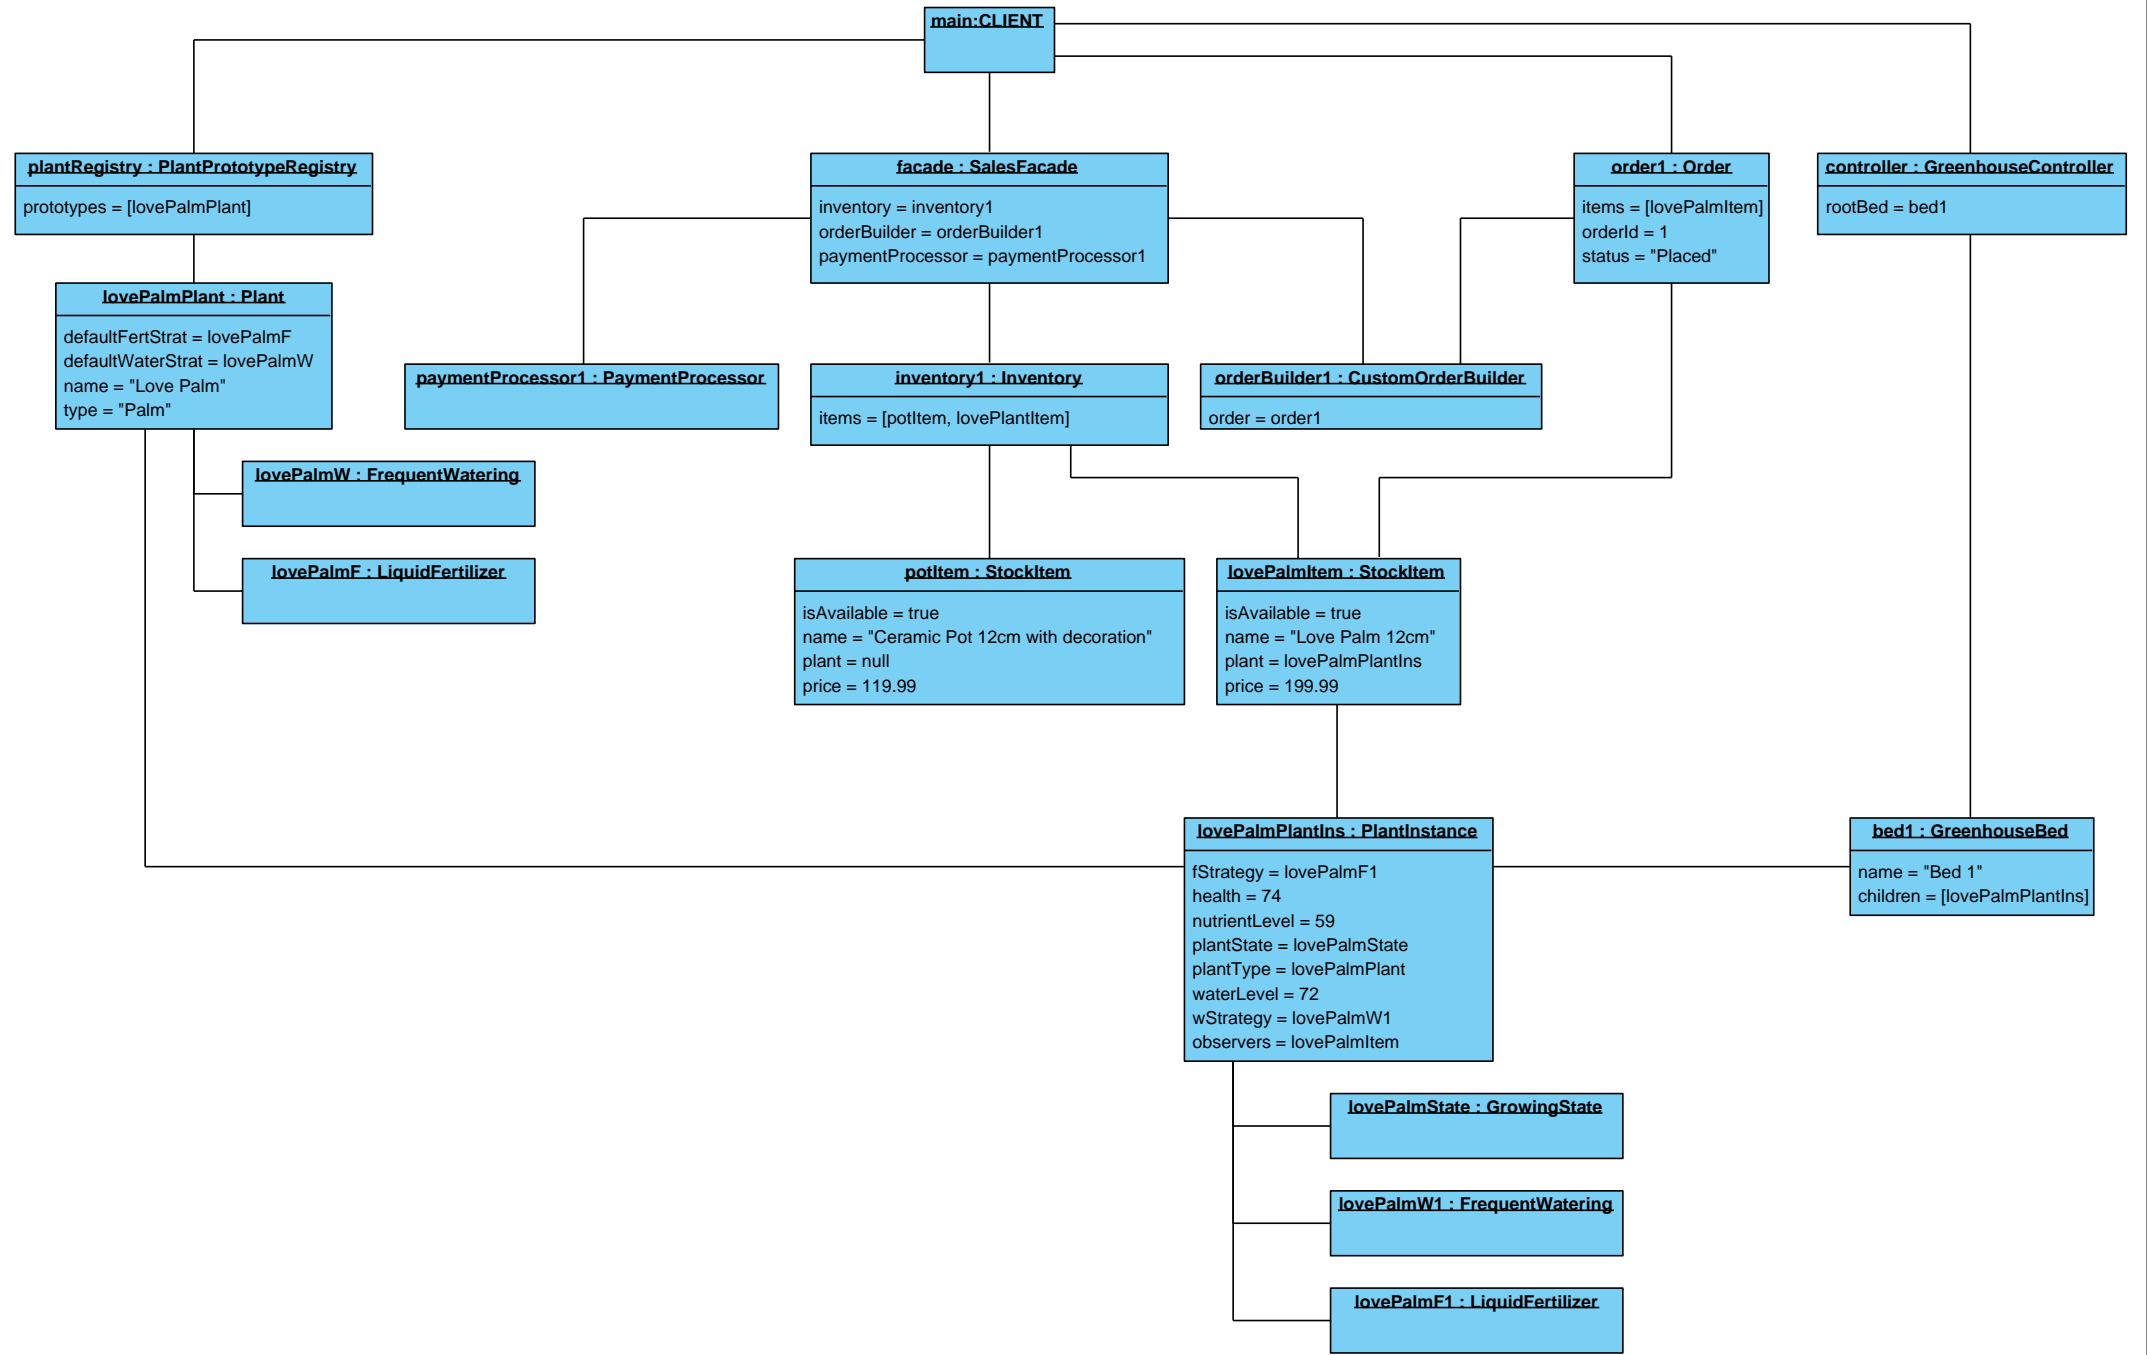 main:CLIENT
plantRegistry : PlantPrototypeRegistry
prototypes = [lovePalmPlant]
facade : SalesFacade
inventory = inventory1
orderBuilder = orderBuilder1
paymentProcessor = paymentProcessor1
order1 : Order
items = [lovePalmItem]
orderId = 1
status = "Placed"
controller : GreenhouseController
rootBed = bed1
lovePalmPlant : Plant
defaultFertStrat = lovePalmF
defaultWaterStrat = lovePalmW
name = "Love Palm"
type = "Palm"
paymentProcessor1 : PaymentProcessor
inventory1 : Inventory
items = [potItem, lovePlantItem]
orderBuilder1 : CustomOrderBuilder
order = order1
lovePalmW : FrequentWatering
lovePalmF : LiquidFertilizer
potItem : StockItem
isAvailable = true
name = "Ceramic Pot 12cm with decoration"
plant = null
price = 119.99
lovePalmItem : StockItem
isAvailable = true
name = "Love Palm 12cm"
plant = lovePalmPlantIns
price = 199.99
lovePalmPlantIns : PlantInstance
fStrategy = lovePalmF1
health = 74
nutrientLevel = 59
plantState = lovePalmState
plantType = lovePalmPlant
waterLevel = 72
wStrategy = lovePalmW1
observers = lovePalmItem
bed1 : GreenhouseBed
name = "Bed 1"
children = [lovePalmPlantIns]
lovePalmState : GrowingState
lovePalmW1 : FrequentWatering
lovePalmF1 : LiquidFertilizer